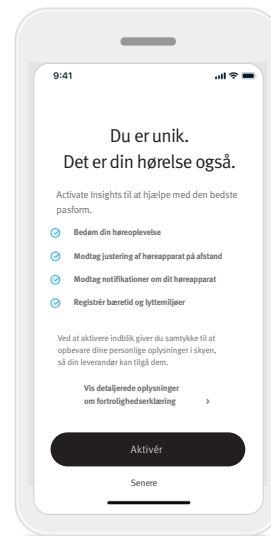 9:41
Du er unik.
Det er din hørelse også.
Activate Insights til at hjælpe med den bedste
pasform.
Bedøm din høreoplevelse
Modtag justering af høreapparat på afstand
Modtag notifikationer om dit høreapparat
Registrér bæretid og lyttemiljøer
Ved at aktivere indblik giver du samtykke til at
opbevare dine personlige oplysninger i skyen,
så din leverandør kan tilgå dem.
Vis detaljerede oplysninger
om fortrolighedserklæring
Aktivér
Senere